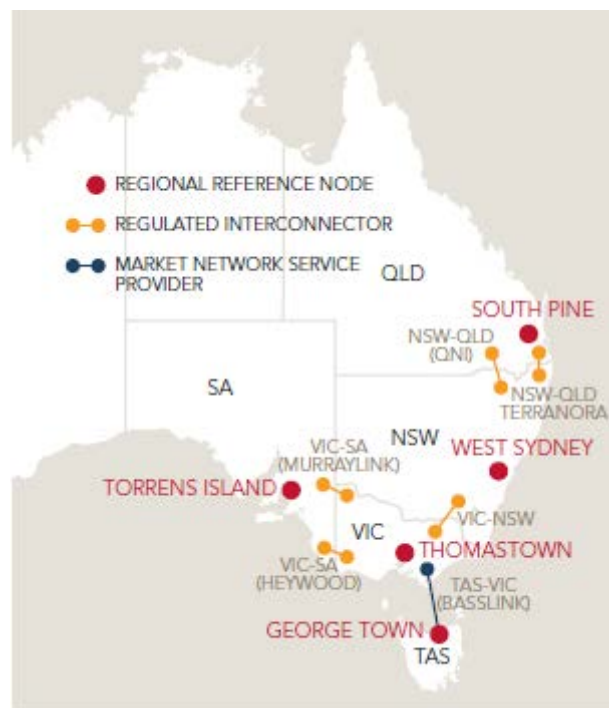 REGIONAL REFERENCE NODE
REGULATED INTERCONNECTOR
MARKET NETWORK SERVICE
PROVIDER
QLD
SOUTH PINE
NSW-QLD
(QNI)
SA
NSW-QLD
TERRANORA
NSW
VIC-SA
(MURRAYLINK)
WEST SYDNEY
TORRENS ISLAND
VIC-NSW
VIC
THOMASTOWN
VIC-SA
(HEYWOOD)
TAS-VIC
(BASSLINK)
GEORGE TOWN
TAS